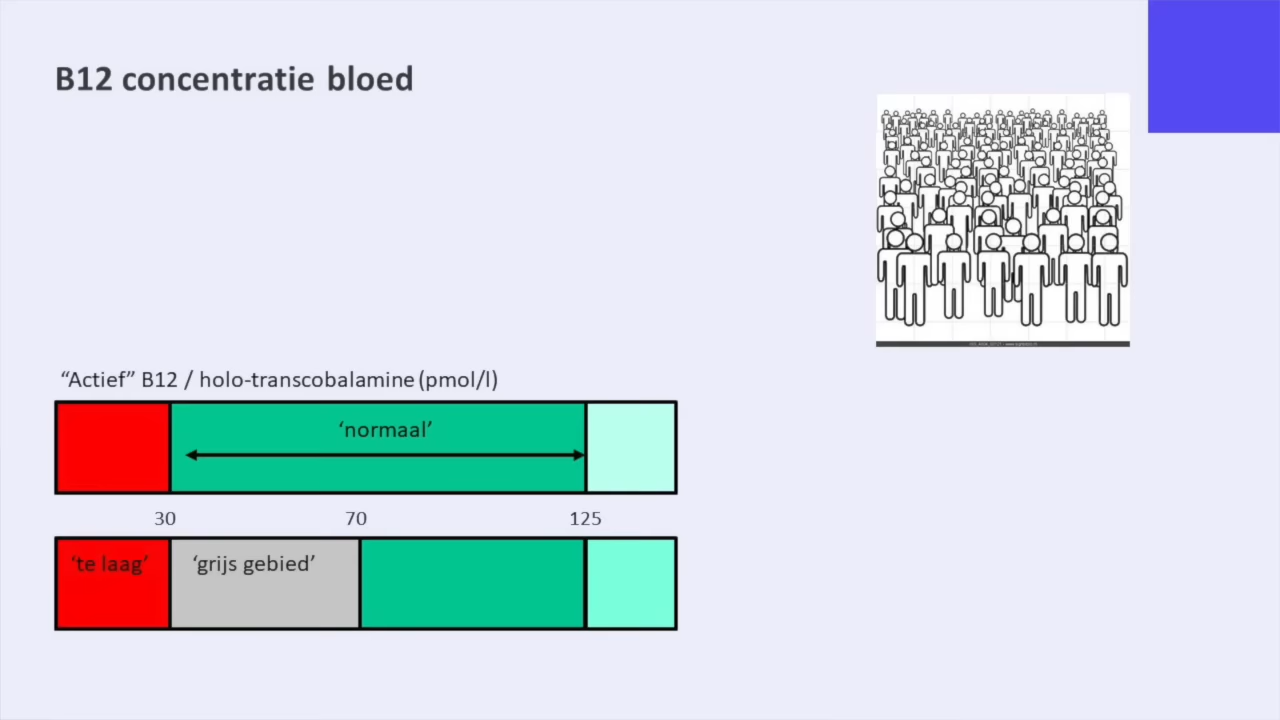 B12 concentratie bloed
“Actief” B12 / holo-transcobalamine (pmol/l)
‘normaal’
30 70 125
‘te laag’ ‘grijs gebied’